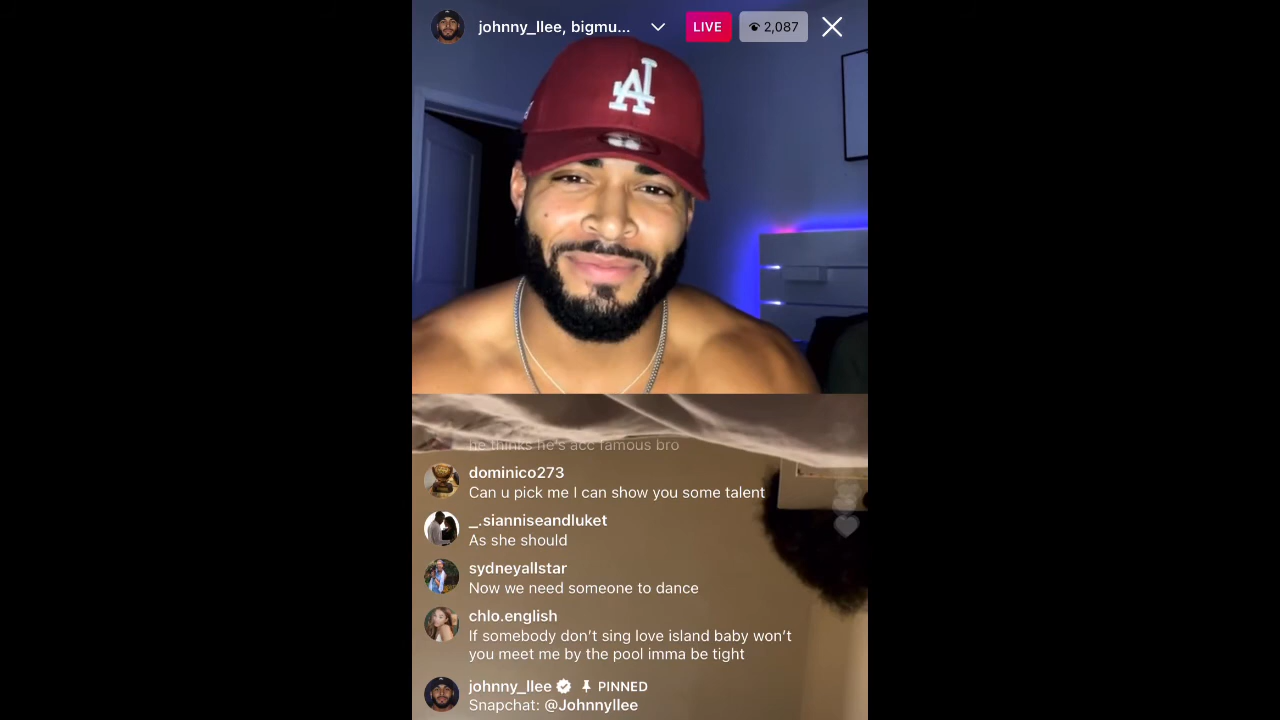 johnny_llee, bigmu...
LIVE
2,087
LA
he thinks he's acc famous bro
dominico273
Can u pick me I can show you some talent
_.sianniseandluket
As she should
sydneyallstar
Now we need someone to dance
chlo.english
If somebody don't sing love island baby won't
you meet me by the pool imma be tight
johnny_llee PINNED
Snapchat: @Johnnyllee